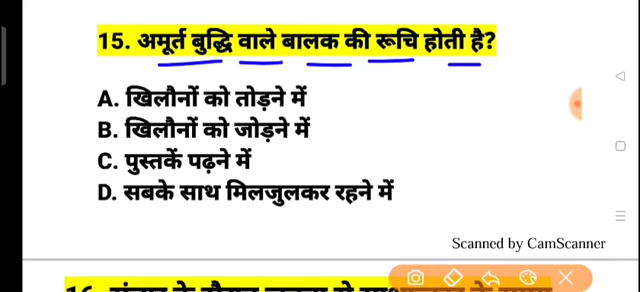 15. अमूर्त बुद्धि वाले बालक की रूचि होती है?
A. खिलौनों को तोड़ने में
B. खिलौनों को जोड़ने में
C. पुस्तकें पढ़ने में
D. सबके साथ मिलजुलकर रहने में
Scanned by CamScanner